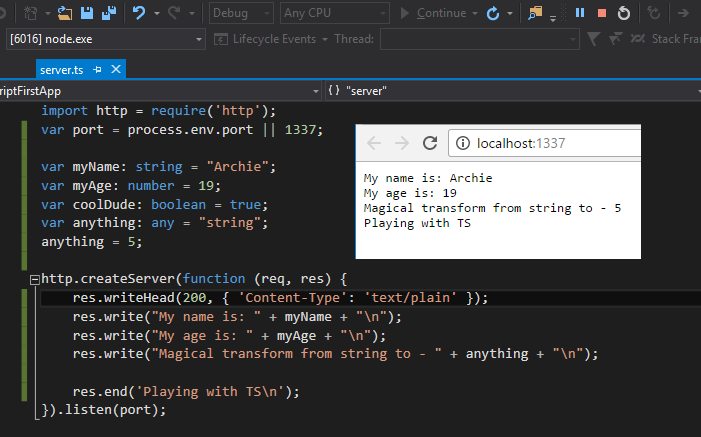 Debug Any CPU Continue
[6016] node.exe Lifecycle Events Thread: Stack Fra
server.ts
riptFirstApp {} "server"
import http = require('http');
var port = process.env.port || 1337;
var myName: string = "Archie";
var myAge: number = 19;
var coolDude: boolean = true;
var anything: any = "string";
anything = 5;
http.createServer(function (req, res) {
res.writeHead(200, { 'Content-Type': 'text/plain' });
res.write("My name is: " + myName + "\n");
res.write("My age is: " + myAge + "\n");
res.write("Magical transform from string to - " + anything + "\n");
res.end('Playing with TS\n');
}).listen(port);
localhost:1337
My name is: Archie
My age is: 19
Magical transform from string to - 5
Playing with TS